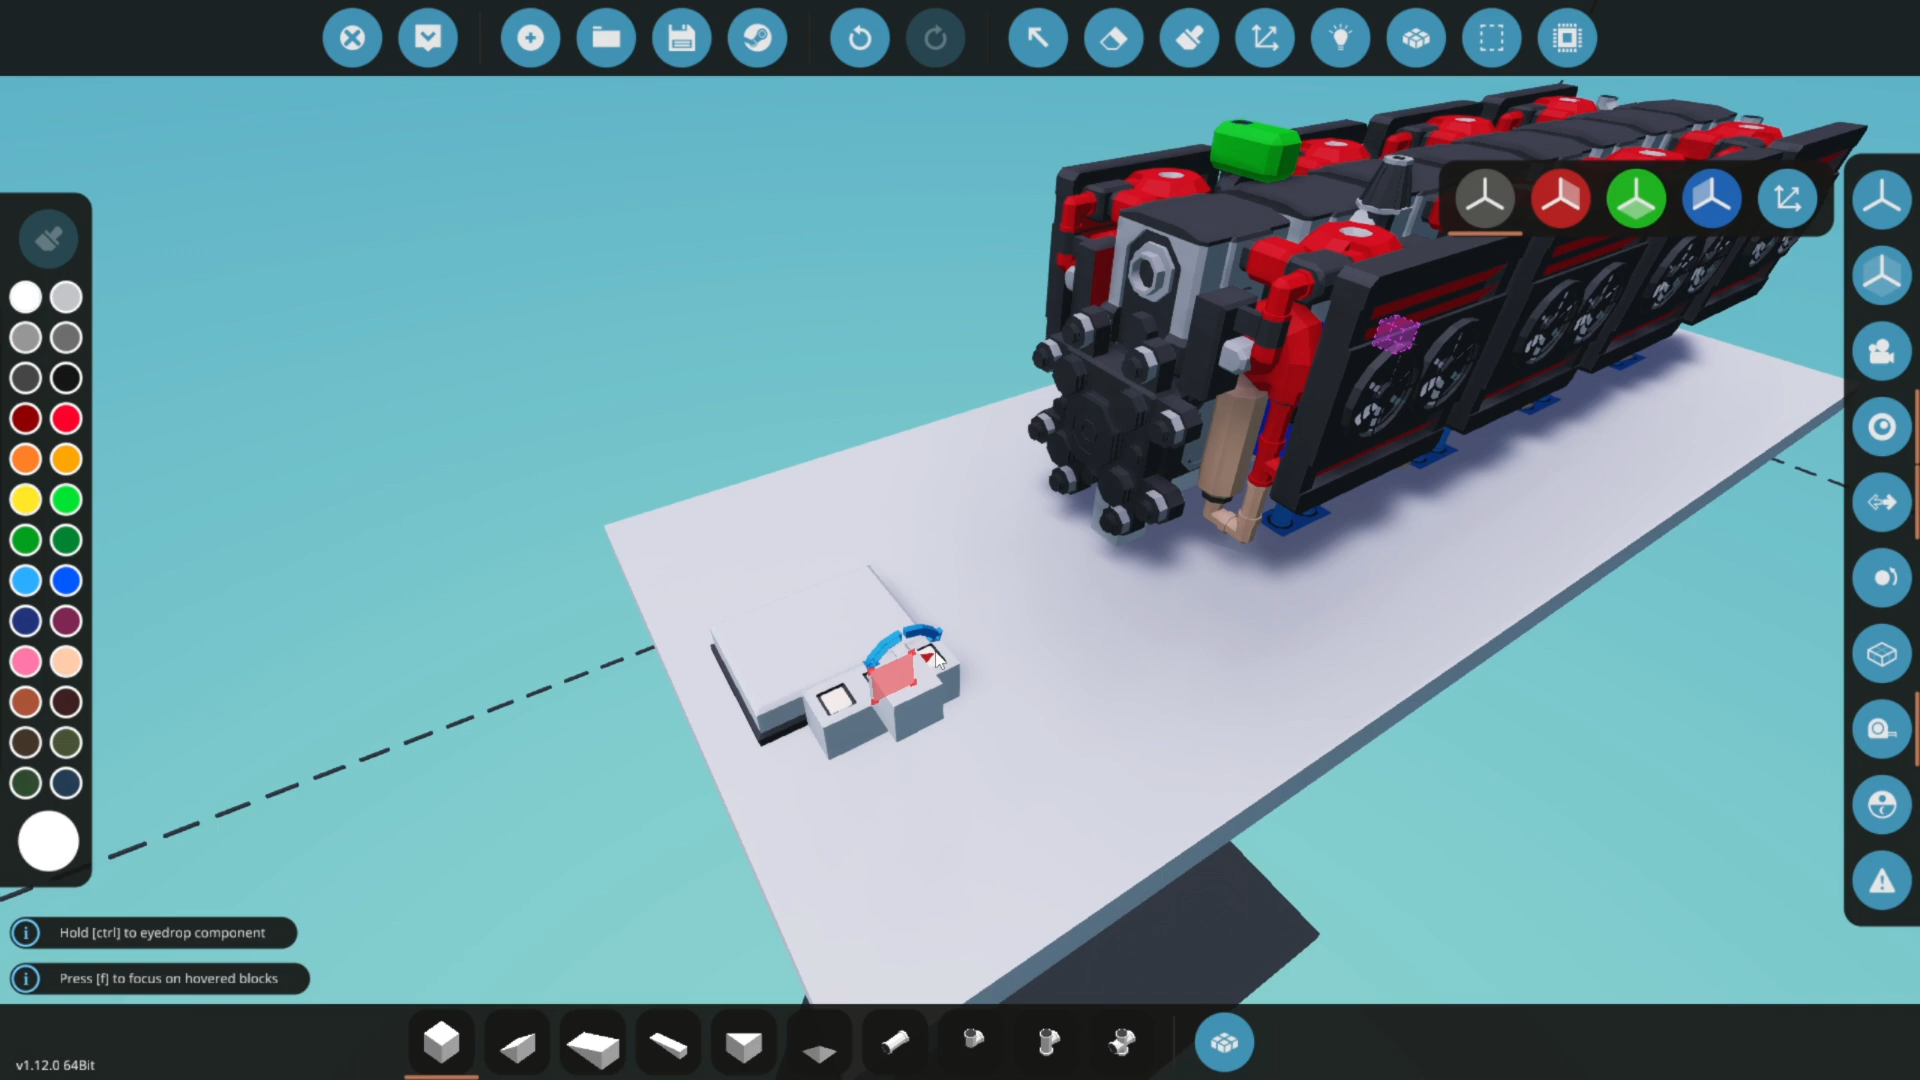 Hold [ctrl] to eyedrop component
Press [f] to focus on hovered blocks
v1.12.0 64Bit